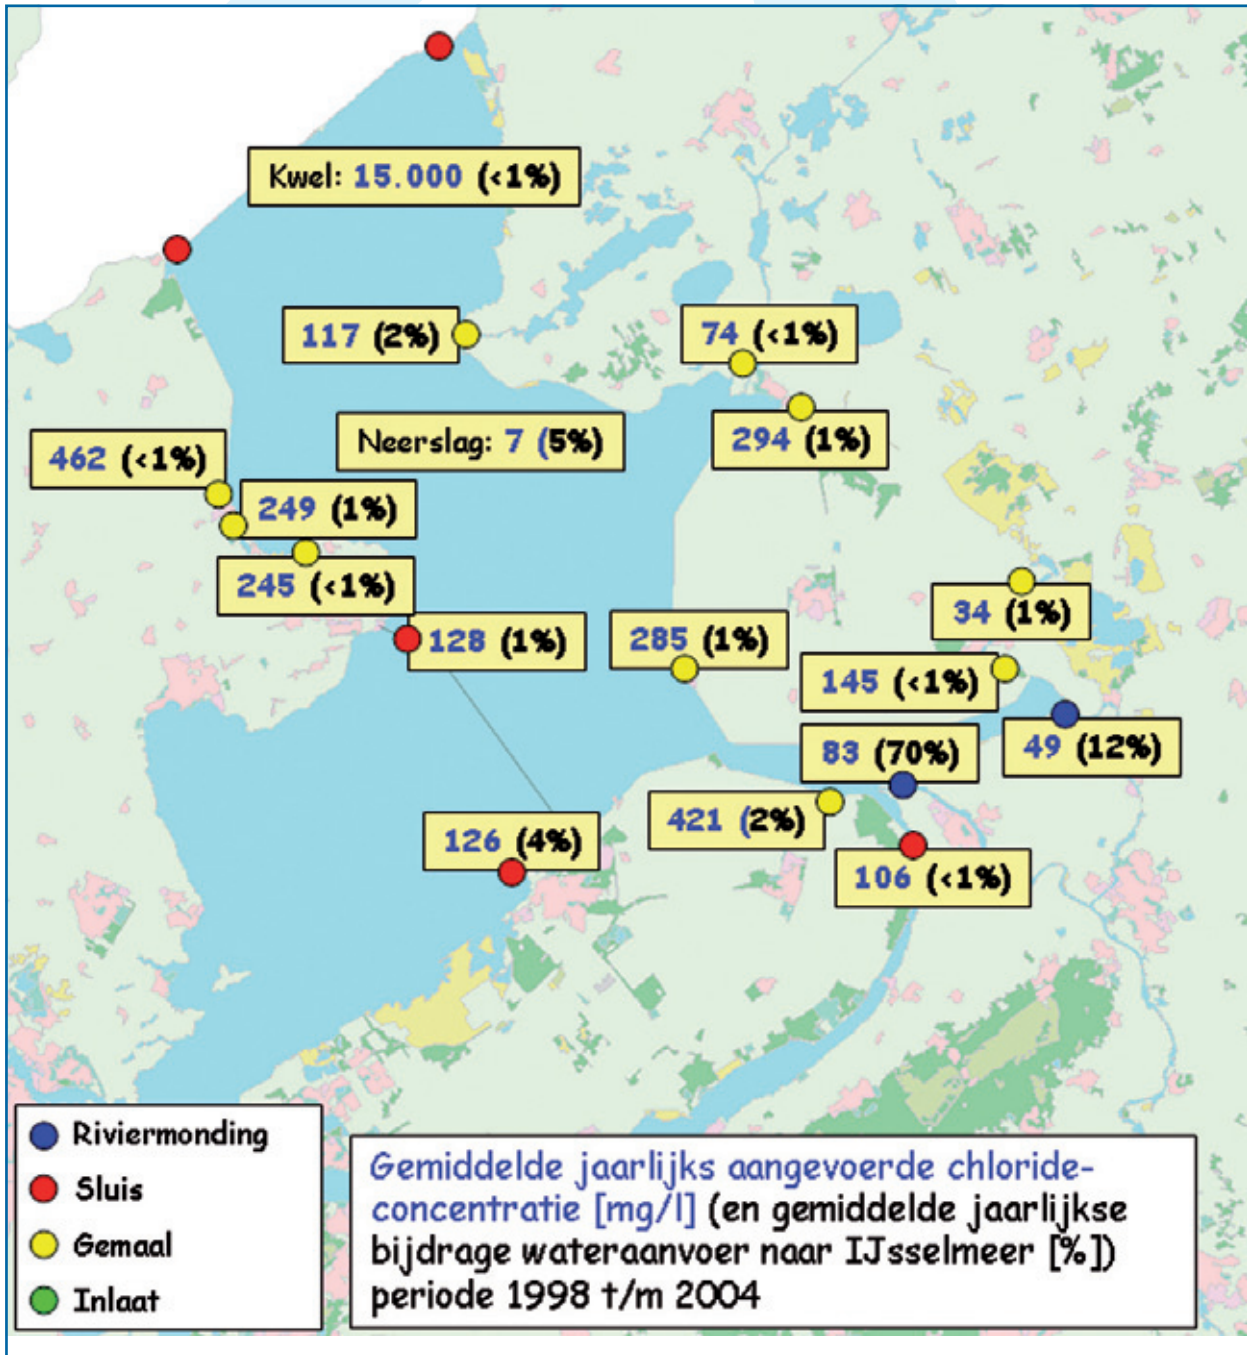 Kwel: 15.000 (<1%)
117 (2%)
74 (<1%)
Neerslag: 7 (5%)
294 (1%)
462 (<1%)
249 (1%)
245 (<1%)
34 (1%)
128 (1%)
285 (1%)
145 (<1%)
83 (70%)
49 (12%)
421 (2%)
126 (4%)
106 (<1%)
Riviermonding
Sluis
Gemaal
Inlaat
Gemiddelde jaarlijks aangevoerde chloride-
concentratie [mg/l] (en gemiddelde jaarlijkse
bijdrage wateraanvoer naar IJsselmeer [%])
periode 1998 t/m 2004